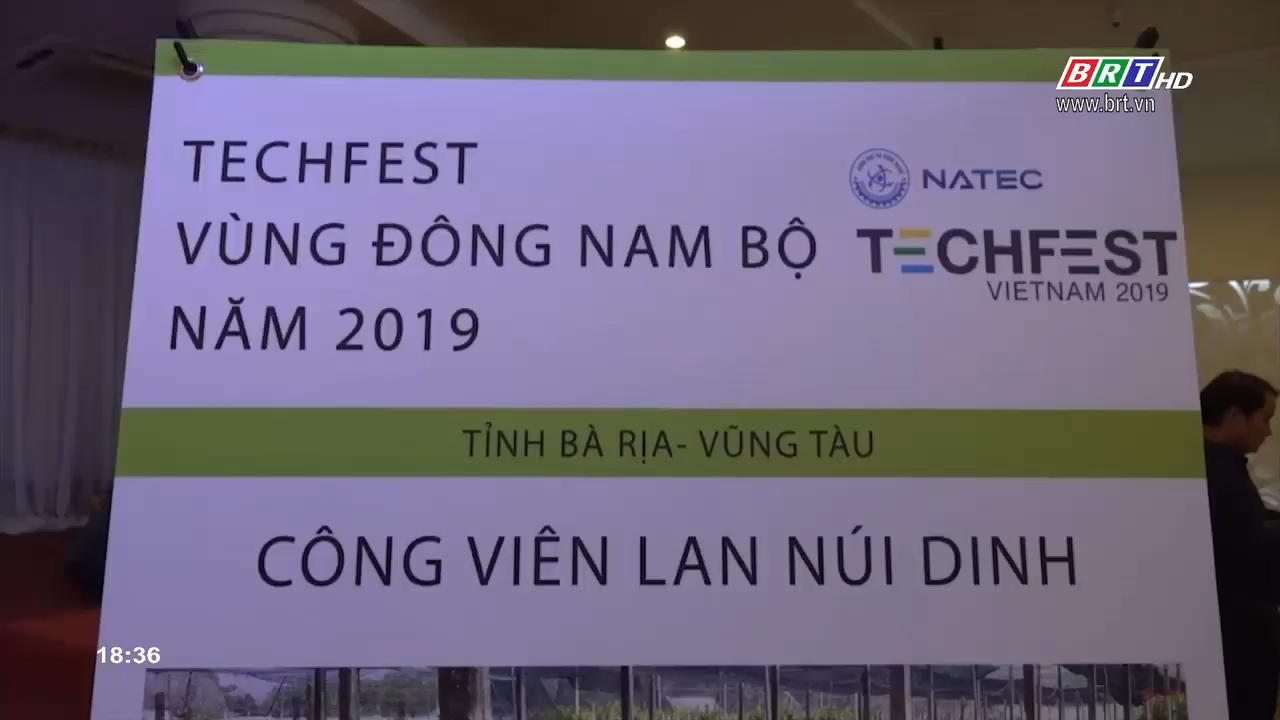 BRT HD
www.brt.vn
TECHFEST
VÙNG ĐÔNG NAM BỘ
NĂM 2019
NATEC
TECHFEST
VIETNAM 2019
TỈNH BÀ RỊA- VŨNG TÀU
CÔNG VIÊN LAN NÚI DINH
18:36